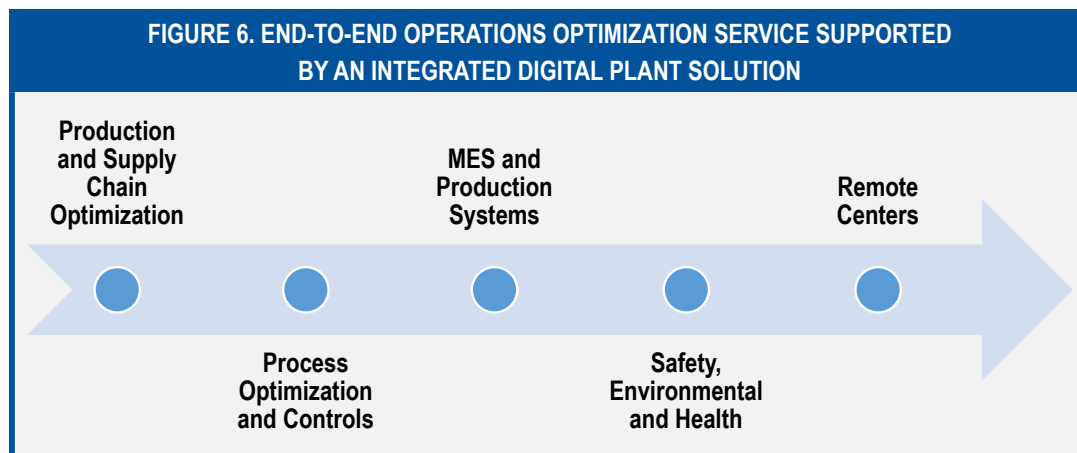 FIGURE 6. END-TO-END OPERATIONS OPTIMIZATION SERVICE SUPPORTED
BY AN INTEGRATED DIGITAL PLANT SOLUTION
Production
and Supply
Chain
Optimization
Process
Optimization
and Controls
MES and
Production
Systems
Safety,
Environmental
and Health
Remote
Centers